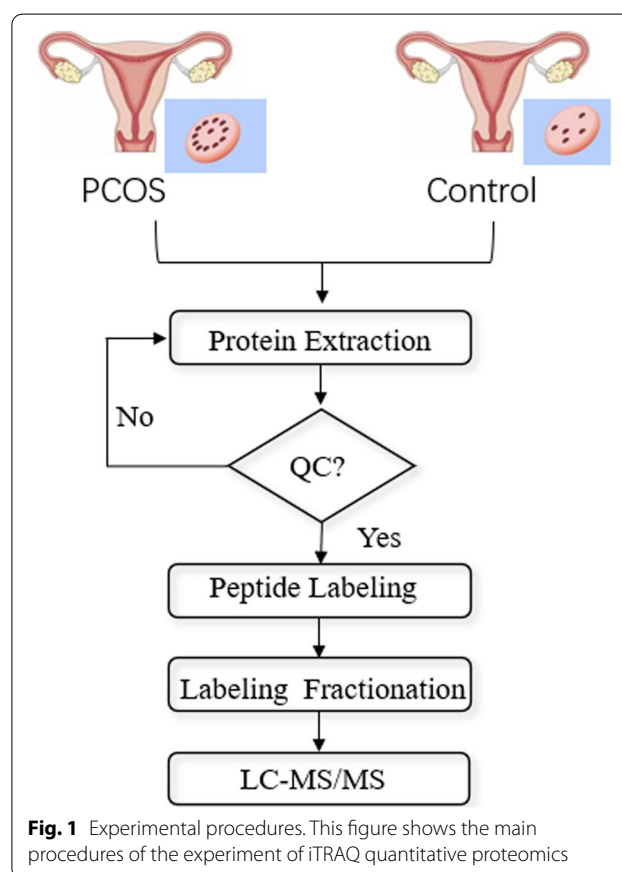 PCOS
Control
Protein Extraction
No
QC?
Yes
Peptide Labeling
Labeling Fractionation
LC-MS/MS
Fig. 1 Experimental procedures. This figure shows the main
procedures of the experiment of iTRAQ quantitative proteomics